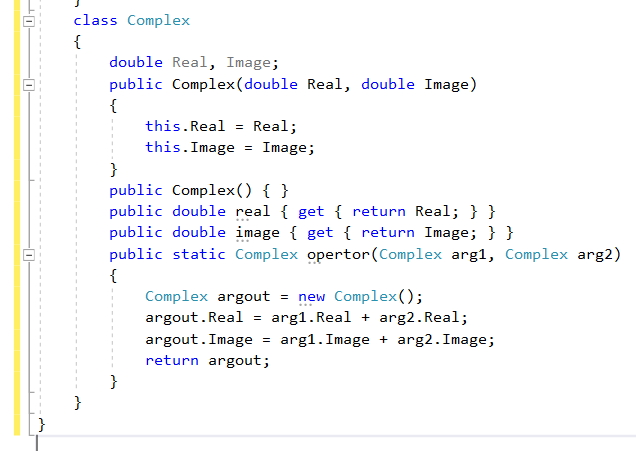 }
class Complex
{
double Real, Image;
public Complex(double Real, double Image)
{
this.Real = Real;
this.Image = Image;
}
public Complex() { }
public double real { get { return Real; } }
public double image { get { return Image; } }
public static Complex opertor(Complex arg1, Complex arg2)
{
Complex argout = new Complex();
argout.Real = arg1.Real + arg2.Real;
argout.Image = arg1.Image + arg2.Image;
return argout;
}
}
}